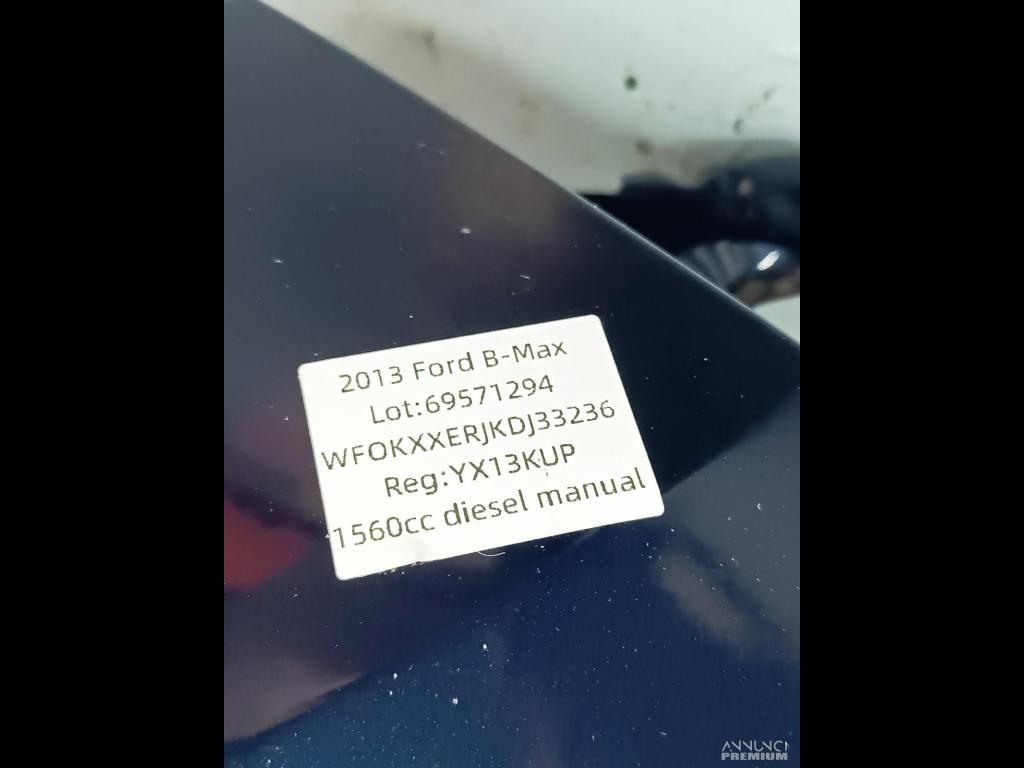 2013 Ford B-Max
Lot:69571294
WFOKXXERJKDJ33236
Reg:YX13KUP
1560cc diesel manual
ANNUNCI
PREMIUM